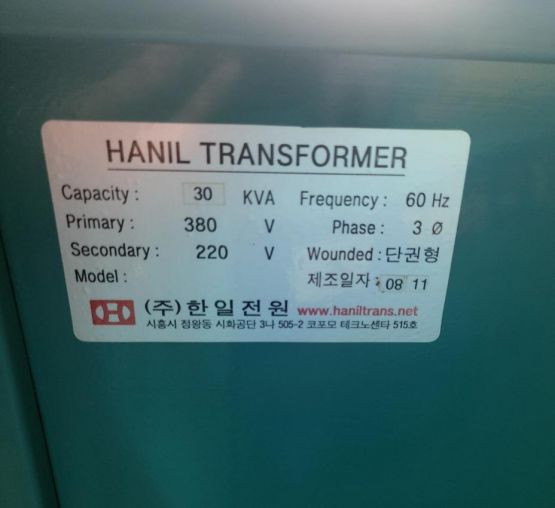 HANIL TRANSFORMER
Capacity : 30 KVA Frequency : 60 Hz
Primary : 380 V Phase : 3 Ø
Secondary : 220 V Wounded : 단권형
Model : 제조일자 : 08 11
(주)한일전원 www.haniltrans.net
시흥시 정왕동 시화공단 3나 505-2 코포모 테크노센타 515호